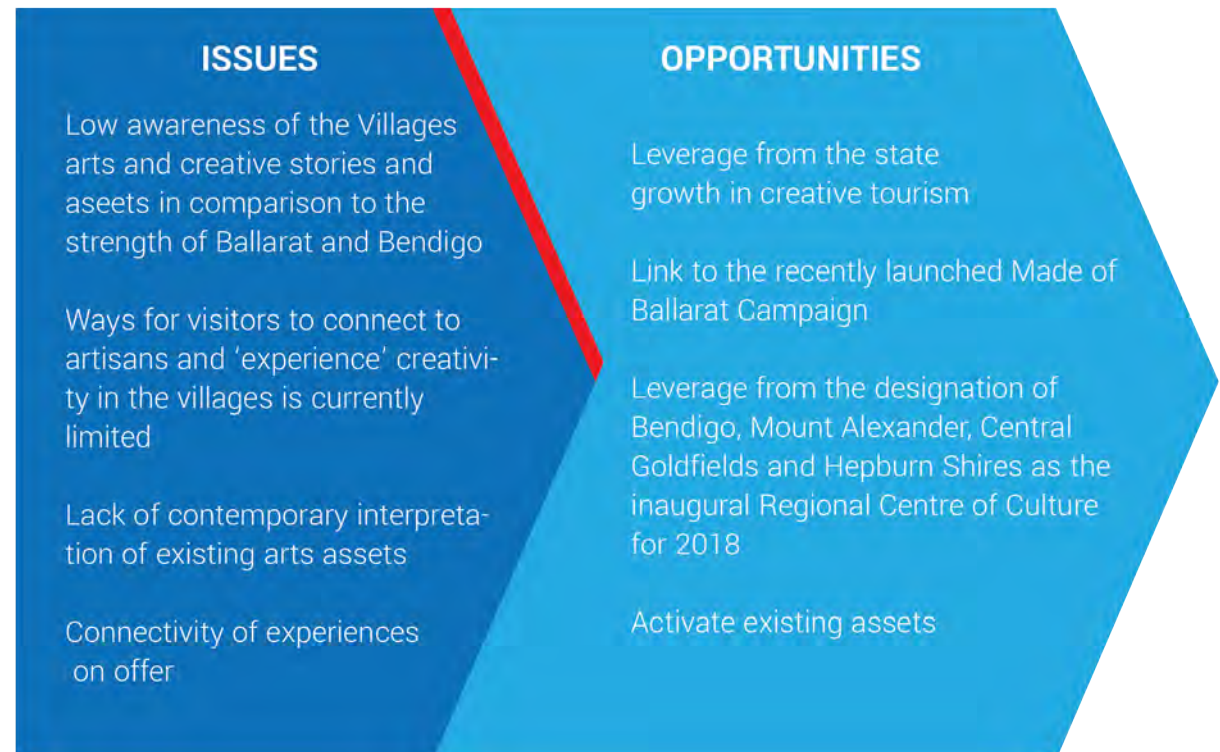 ISSUES
Low awareness of the Villages
arts and creative stories and
aseets in comparison to the
strength of Ballarat and Bendigo
Ways for visitors to connect to
artisans and ‘experience’ creativi-
ty in the villages is currently
limited
Lack of contemporary interpreta-
tion of existing arts assets
Connectivity of experiences
on offer
OPPORTUNITIES
Leverage from the state
growth in creative tourism
Link to the recently launched Made of
Ballarat Campaign
Leverage from the designation of
Bendigo, Mount Alexander, Central
Goldfields and Hepburn Shires as the
inaugural Regional Centre of Culture
for 2018
Activate existing assets